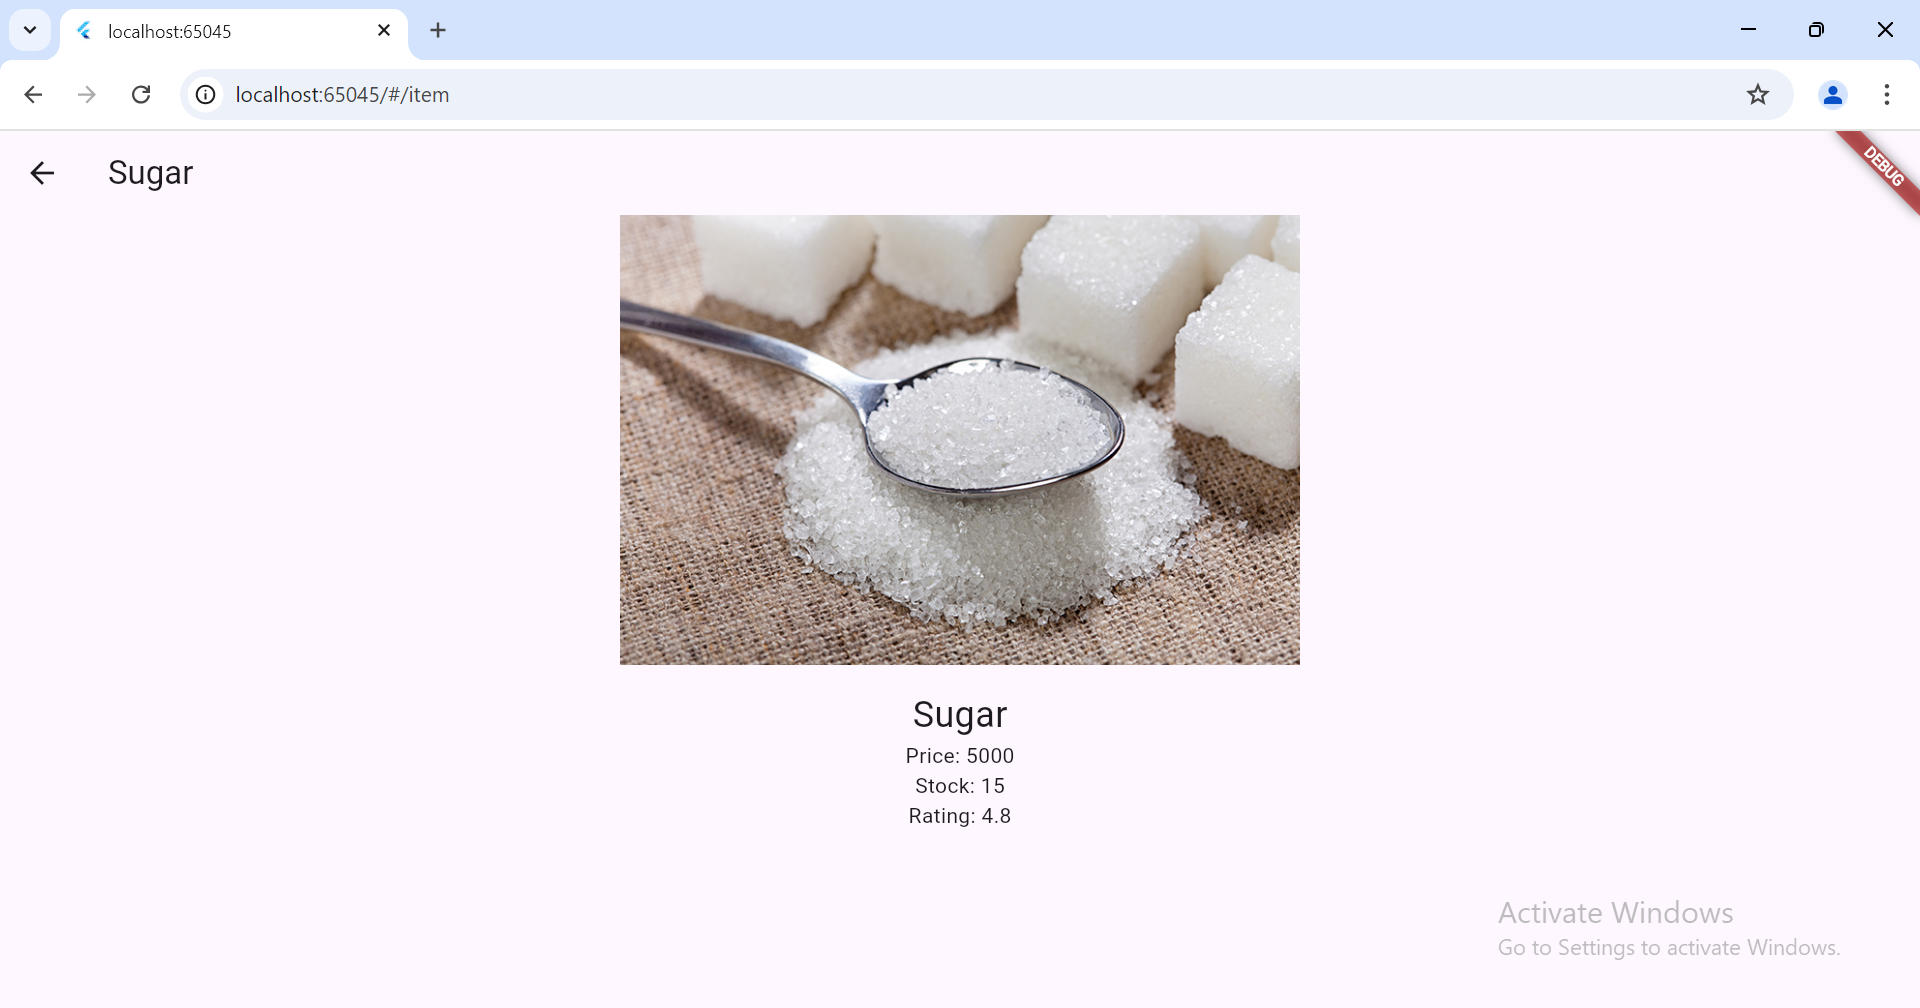 localhost:65045
localhost:65045/#/item
Sugar
DEBUG
Sugar
Price: 5000
Stock: 15
Rating: 4.8
Activate Windows
Go to Settings to activate Windows.